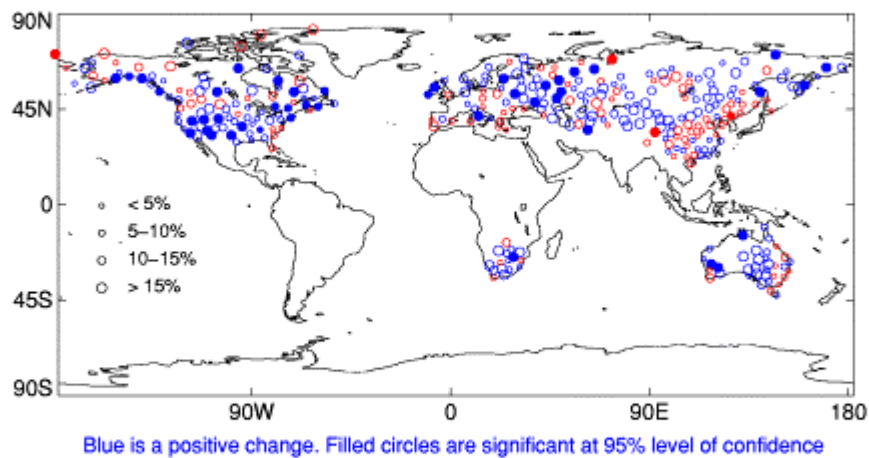 90N
45N
0
45S
90S
< 5%
5–10%
10–15%
> 15%
90W 0 90E 180
Blue is a positive change. Filled circles are significant at 95% level of confidence